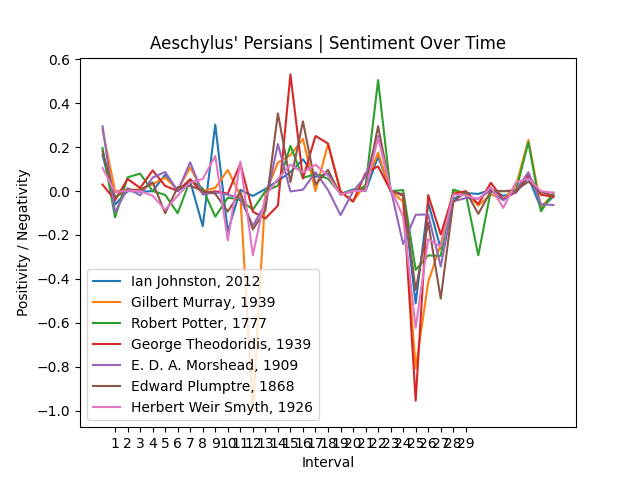 Aeschylus' Persians | Sentiment Over Time
Positivity / Negativity
0.6
0.4
0.2
0.0
−0.2
−0.4
−0.6
−0.8
−1.0
Ian Johnston, 2012
Gilbert Murray, 1939
Robert Potter, 1777
George Theodoridis, 1939
E. D. A. Morshead, 1909
Edward Plumptre, 1868
Herbert Weir Smyth, 1926
1 2 3 4 5 6 7 8 9 10 11 12 13 14 15 16 17 18 19 20 21 22 23 24 25 26 27 28 29
Interval